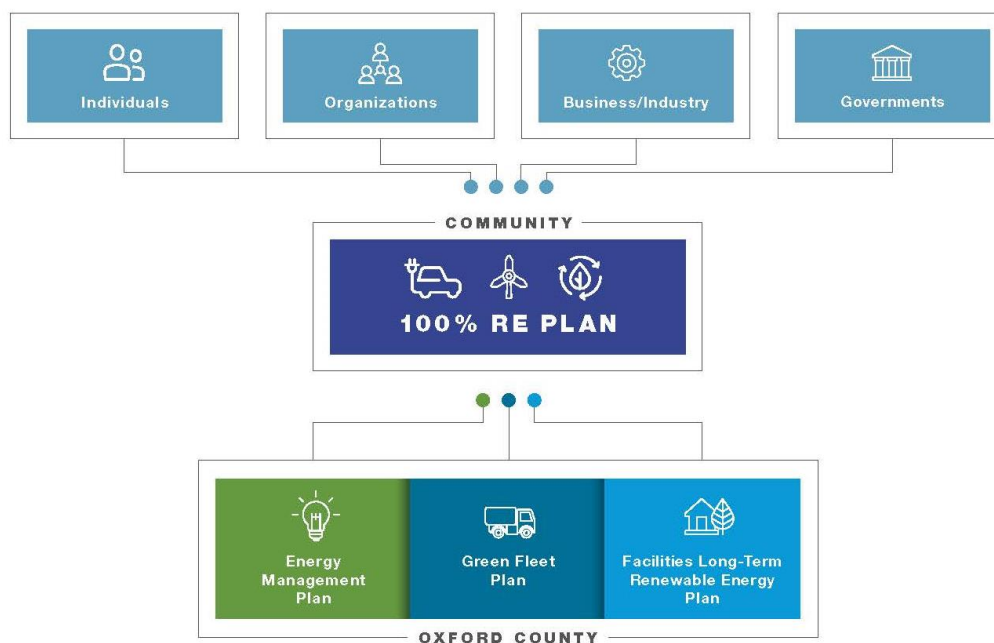 Individuals
Organizations
Business/Industry
Governments
COMMUNITY
100% RE PLAN
Energy
Management
Plan
Green Fleet
Plan
Facilities Long-Term
Renewable Energy
Plan
OXFORD COUNTY